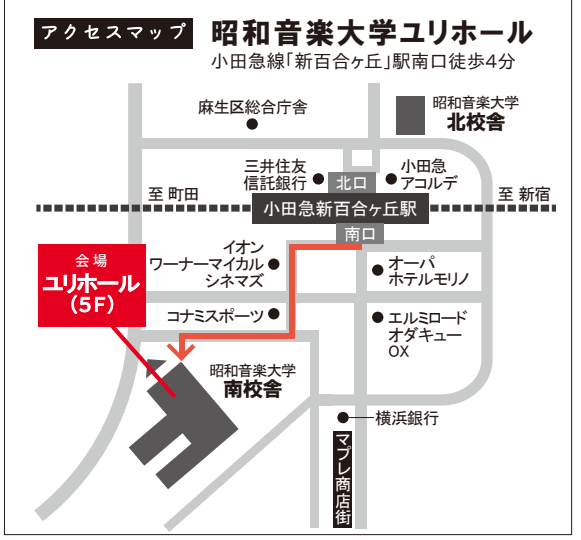 アクセスマップ
昭和音楽大学ユリホール
小田急線「新百合ヶ丘」駅南口徒歩4分
麻生区総合庁舎
昭和音楽大学
北校舎
三井住友
信託銀行
北口
小田急
アコルデ
至 町田
至 新宿
小田急新百合ヶ丘駅
南口
会場
ユリホール
(5F)
イオン
ワーナーマイカル
シネマズ
オーパ
ホテルモリノ
コナミスポーツ
エルミロード
オダキュー
OX
昭和音楽大学
南校舎
横浜銀行
マプレ商店街